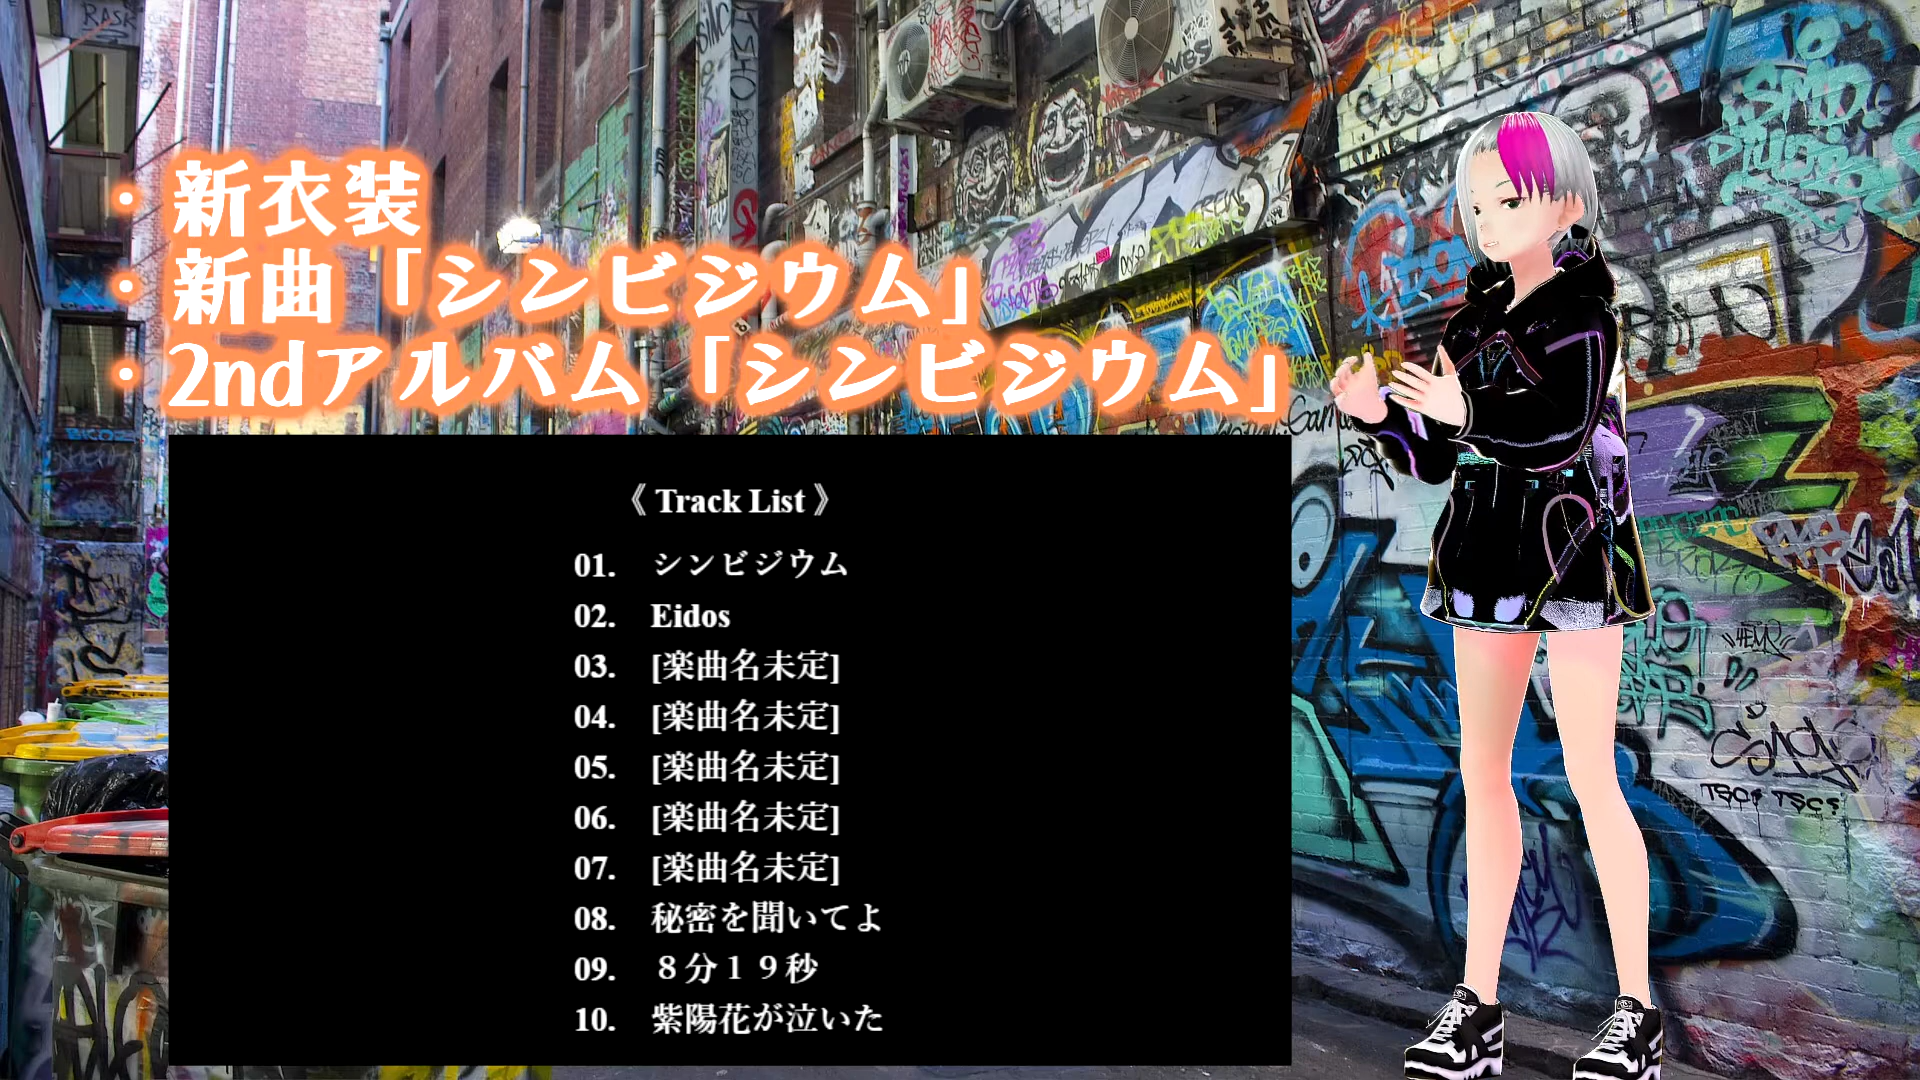 ・新衣装
・新曲「シンビジウム」
・2ndアルバム「シンビジウム」
《 Track List 》
01. シンビジウム
02. Eidos
03. [楽曲名未定]
04. [楽曲名未定]
05. [楽曲名未定]
06. [楽曲名未定]
07. [楽曲名未定]
08. 秘密を聞いてよ
09. ８分１９秒
10. 紫陽花が泣いた